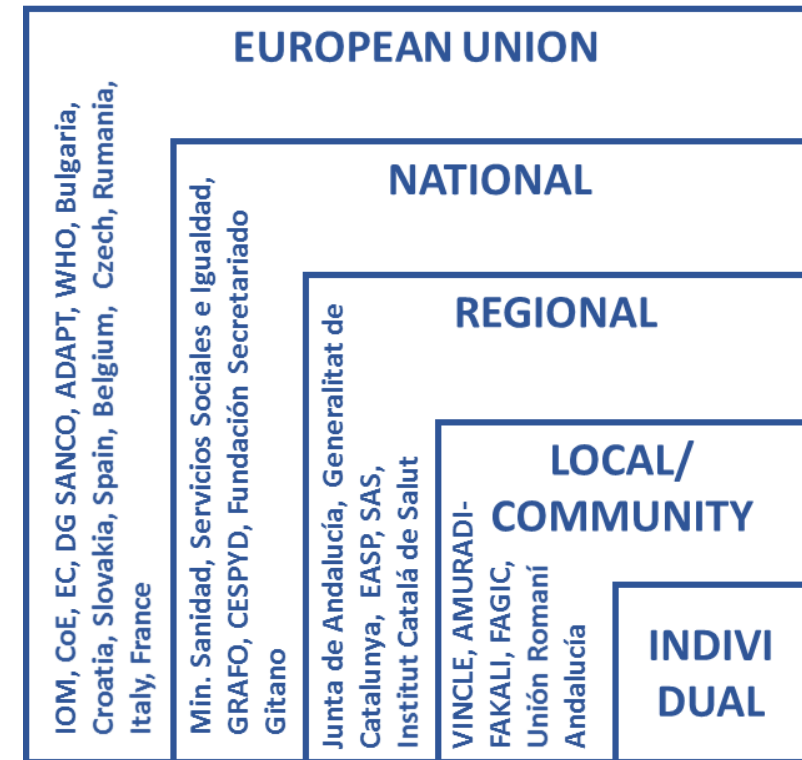 EUROPEAN UNION
IOM, CoE, EC, DG SANCO, ADAPT, WHO, Bulgaria,
Croatia, Slovakia, Spain, Belgium, Czech, Rumania,
Italy, France
NATIONAL
Min. Sanidad, Servicios Sociales e Igualdad,
GRAFO, CESPYD, Fundación Secretariado
Gitano
REGIONAL
Junta de Andalucía, Generalitat de
Catalunya, EASP, SAS,
Institut Catalá de Salut
LOCAL/
COMMUNITY
VINCLE, AMURADI-
FAKALI, FAGIC,
Unión Romaní
Andalucía
INDIVI
DUAL